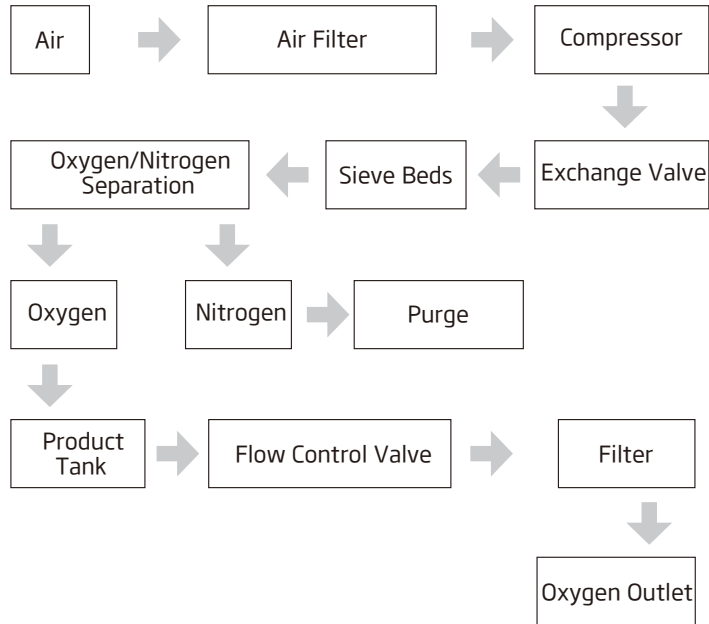 Air
Air Filter
Compressor
Exchange Valve
Sieve Beds
Oxygen/Nitrogen
Separation
Oxygen
Nitrogen
Purge
Product
Tank
Flow Control Valve
Filter
Oxygen Outlet